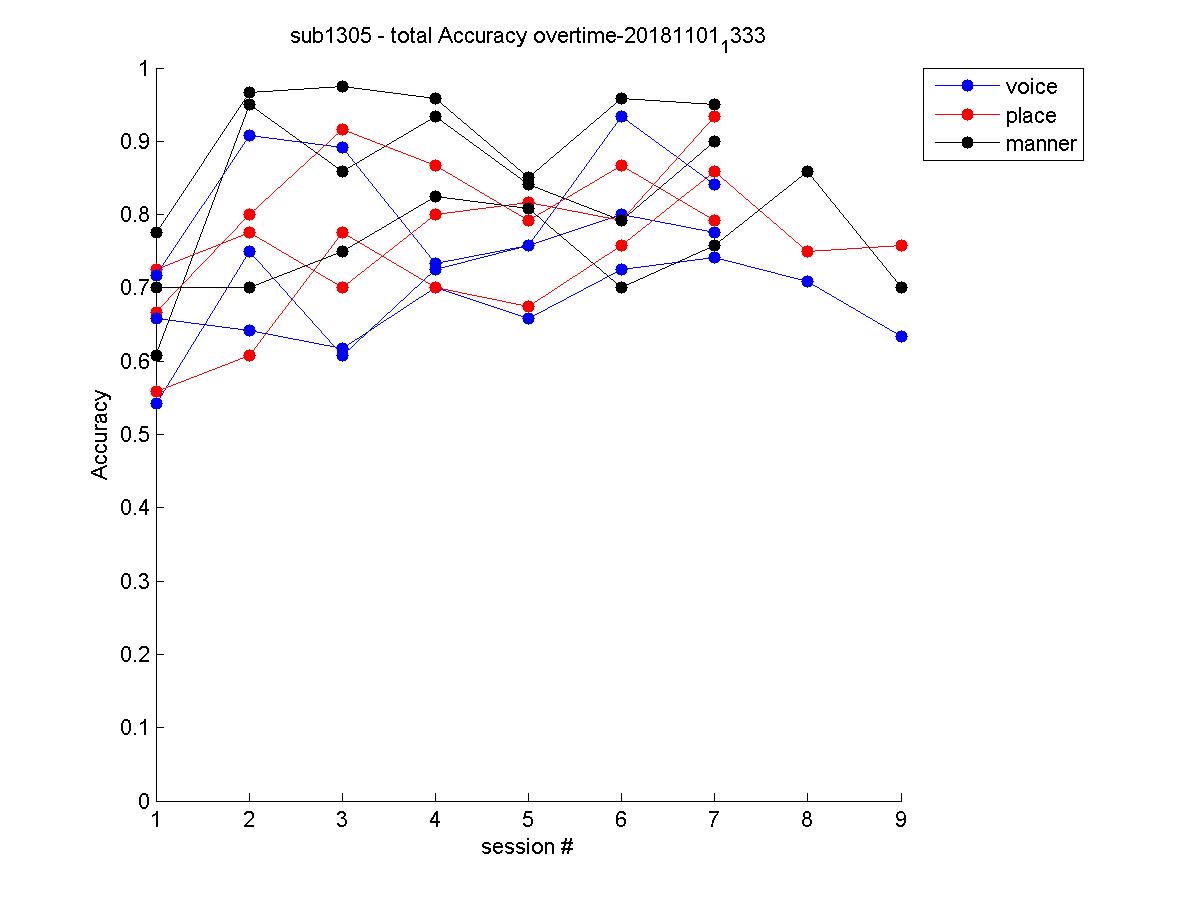 sub1305 - total Accuracy overtime-20181101₁333
voice
place
manner
1
0.9
0.8
0.7
0.6
0.5
0.4
0.3
0.2
0.1
0
Accuracy
1 2 3 4 5 6 7 8 9
session #